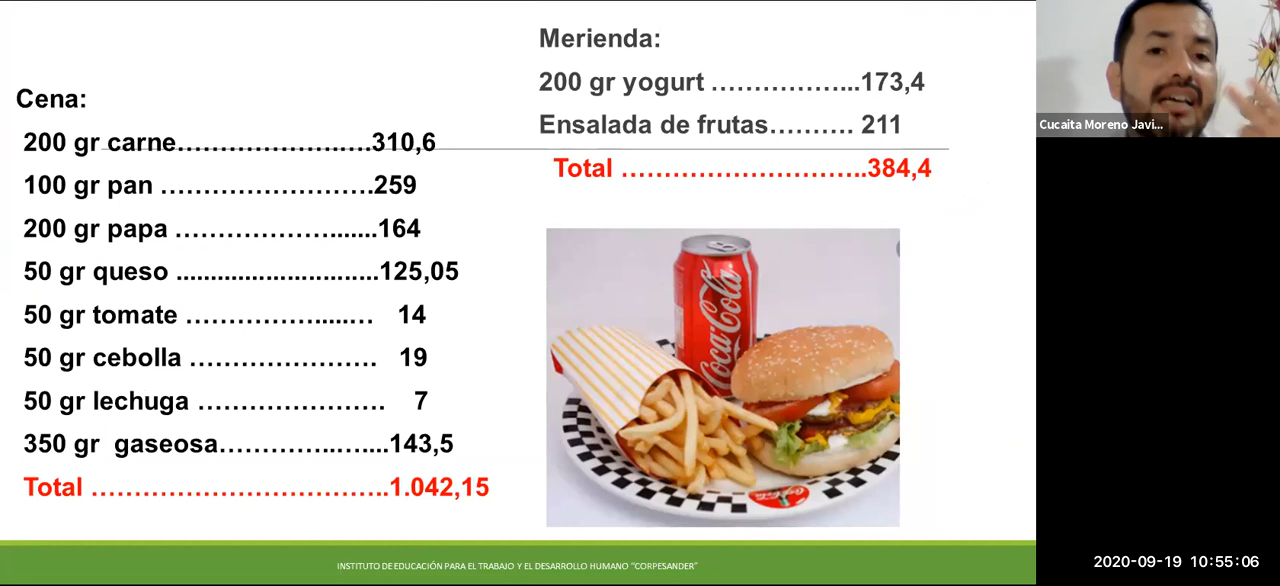 Cena:
200 gr carne…………………..…..310,6
100 gr pan …………………….259
200 gr papa ……………….......164
50 gr queso .........................…...125,05
50 gr tomate …………….....… 14
50 gr cebolla …………………. 19
50 gr lechuga …………………. 7
350 gr gaseosa…………..…....143,5
Total ……………………………..1.042,15
Merienda:
200 gr yogurt ……………...173,4
Ensalada de frutas………. 211
Total ………………………..384,4
Coca-Cola
Coca-Cola
INSTITUTO DE EDUCACIÓN PARA EL TRABAJO Y EL DESARROLLO HUMANO “CORPESANDER”
Cucaita Moreno Javi...
2020-09-19 10:55:06